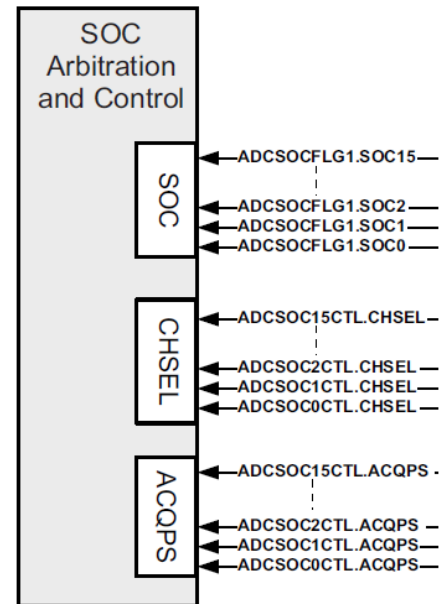 SOC
Arbitration
and Control
SOC
ADCSOCFLG1.SOC15
ADCSOCFLG1.SOC2
ADCSOCFLG1.SOC1
ADCSOCFLG1.SOC0
CHSEL
ADCSOC15CTL.CHSEL
ADCSOC2CTL.CHSEL
ADCSOC1CTL.CHSEL
ADCSOC0CTL.CHSEL
ACQPS
ADCSOC15CTL.ACQPS
ADCSOC2CTL.ACQPS
ADCSOC1CTL.ACQPS
ADCSOC0CTL.ACQPS